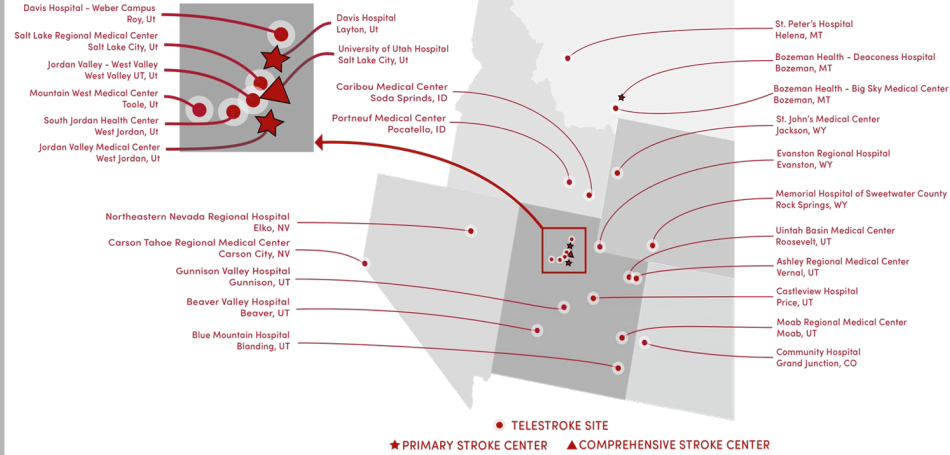 Davis Hospital - Weber Campus
Roy, Ut
Salt Lake Regional Medical Center
Salt Lake City, Ut
Jordan Valley - West Valley
West Valley UT, Ut
Mountain West Medical Center
Toole, Ut
South Jordan Health Center
West Jordan, Ut
Jordan Valley Medical Center
West Jordan, Ut
Davis Hospital
Layton, Ut
University of Utah Hospital
Salt Lake City, Ut
Caribou Medical Center
Soda Springds, ID
Portneuf Medical Center
Pocatello, ID
St. Peter's Hospital
Helena, MT
Bozeman Health - Deaconess Hospital
Bozeman, MT
Bozeman Health - Big Sky Medical Center
Bozeman, MT
St. John's Medical Center
Jackson, WY
Evanston Regional Hospital
Evanston, WY
Memorial Hospital of Sweetwater County
Rock Springs, WY
Uintah Basin Medical Center
Roosevelt, UT
Ashley Regional Medical Center
Vernal, UT
Castleview Hospital
Price, UT
Moab Regional Medical Center
Moab, UT
Community Hospital
Grand Junction, CO
Northeastern Nevada Regional Hospital
Elko, NV
Carson Tahoe Regional Medical Center
Carson City, NV
Gunnison Valley Hospital
Gunnison, UT
Beaver Valley Hospital
Beaver, UT
Blue Mountain Hospital
Blanding, UT
TELESTROKE SITE
PRIMARY STROKE CENTER
COMPREHENSIVE STROKE CENTER